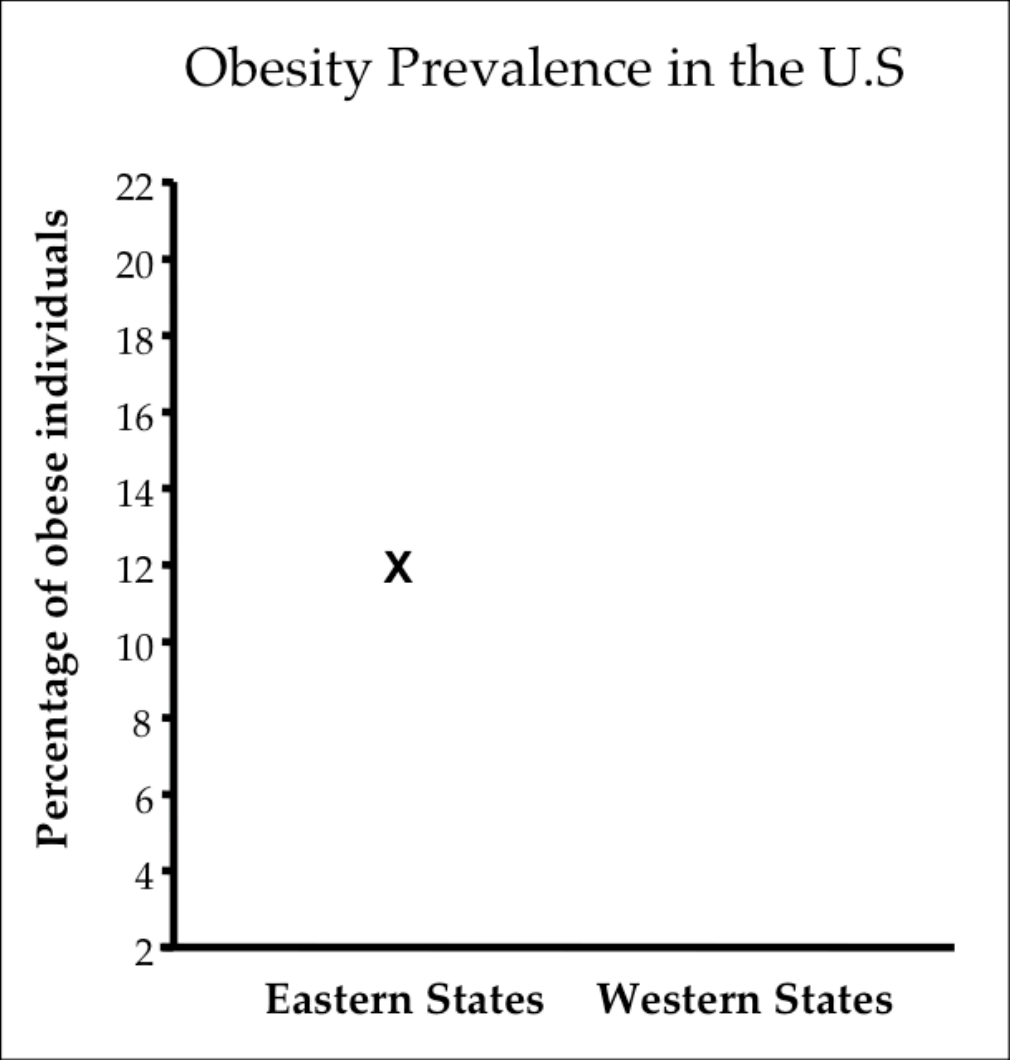 Obesity Prevalence in the U.S
Percentage of obese individuals
22
20
18
16
14
12
X
10
8
6
4
2
Eastern States
Western States